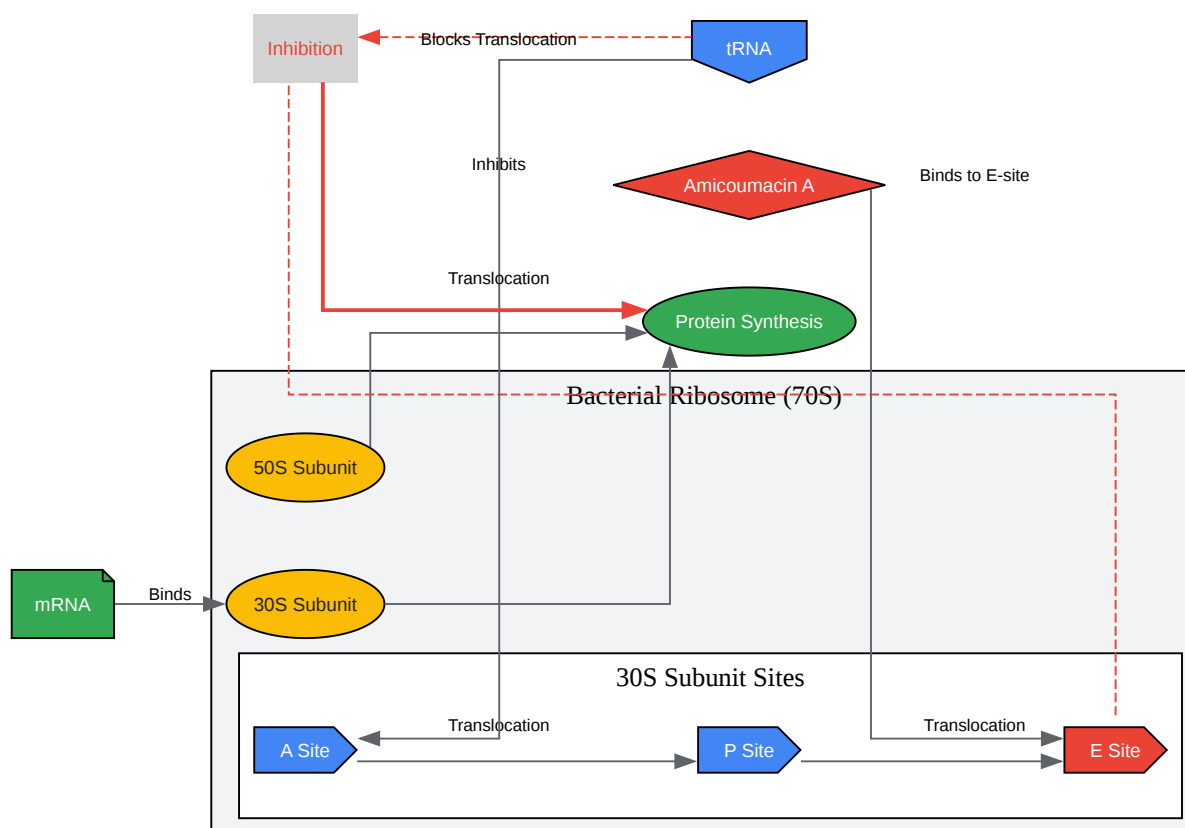 Inhibition
Blocks Translocation
tRNA
Inhibits
Amicoumacin A
Binds to E-site
Translocation
Protein Synthesis
Bacterial Ribosome (70S)
50S Subunit
mRNA
Binds
30S Subunit
30S Subunit Sites
A Site
Translocation
P Site
Translocation
E Site